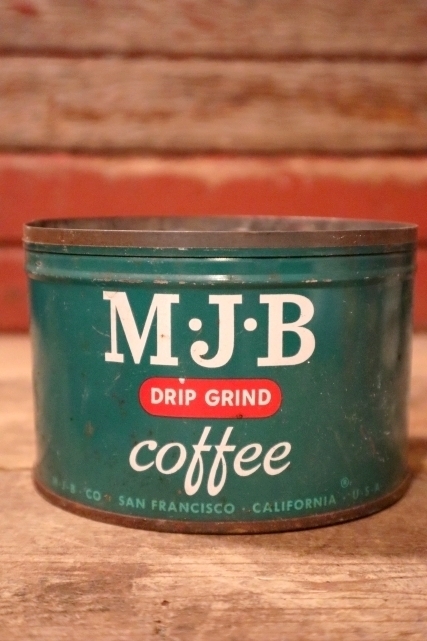 M·J·B
DRIP GRIND
coffee
M·J·B·CO· SAN FRANCISCO · CALIFORNIA · ® U·S·A